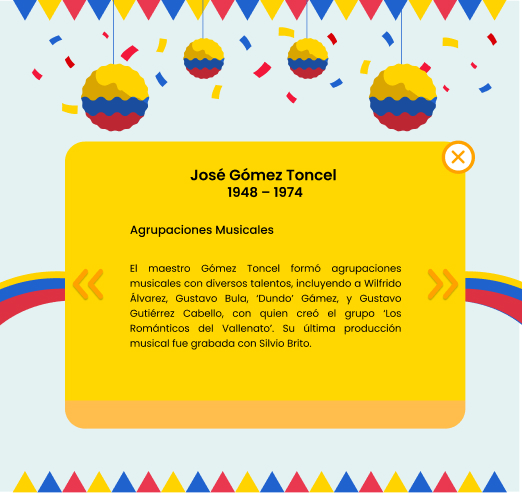 José Gómez Toncel
1948 – 1974
Agrupaciones Musicales
El maestro Gómez Toncel formó agrupaciones
musicales con diversos talentos, incluyendo a Wilfrido
Álvarez, Gustavo Bula, ‘Dundo’ Gámez, y Gustavo
Gutiérrez Cabello, con quien creó el grupo ‘Los
Románticos del Vallenato’. Su última producción
musical fue grabada con Silvio Brito.